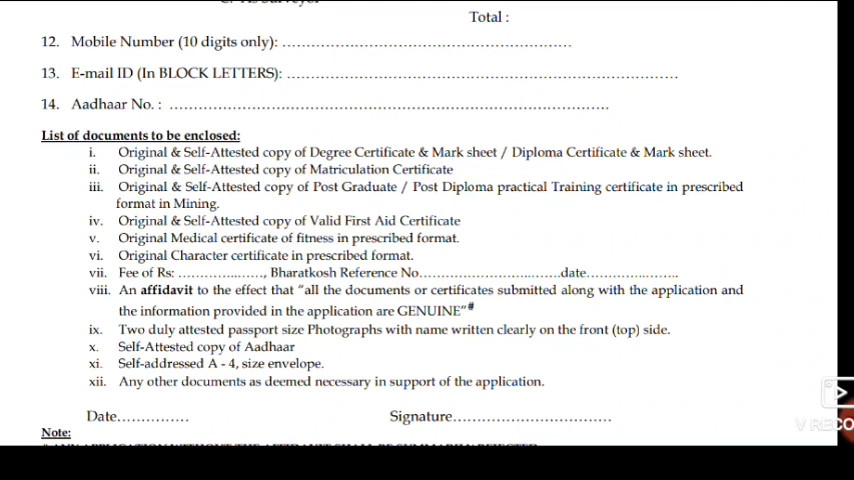 Total :
12. Mobile Number (10 digits only): ...............................................................
13. E-mail ID (In BLOCK LETTERS): ...............................................................................
14. Aadhaar No. : ...........................................................................................
List of documents to be enclosed:
i. Original & Self-Attested copy of Degree Certificate & Mark sheet / Diploma Certificate & Mark sheet.
ii. Original & Self-Attested copy of Matriculation Certificate
iii. Original & Self-Attested copy of Post Graduate / Post Diploma practical Training certificate in prescribed
format in Mining.
iv. Original & Self-Attested copy of Valid First Aid Certificate
v. Original Medical certificate of fitness in prescribed format.
vi. Original Character certificate in prescribed format.
vii. Fee of Rs: ..................., Bharatkosh Reference No..............................date...................
viii. An affidavit to the effect that "all the documents or certificates submitted along with the application and
the information provided in the application are GENUINE"#
ix. Two duly attested passport size Photographs with name written clearly on the front (top) side.
x. Self-Attested copy of Aadhaar
xi. Self-addressed A - 4, size envelope.
xii. Any other documents as deemed necessary in support of the application.
Date............... Signature.................................
Note:
V RECO